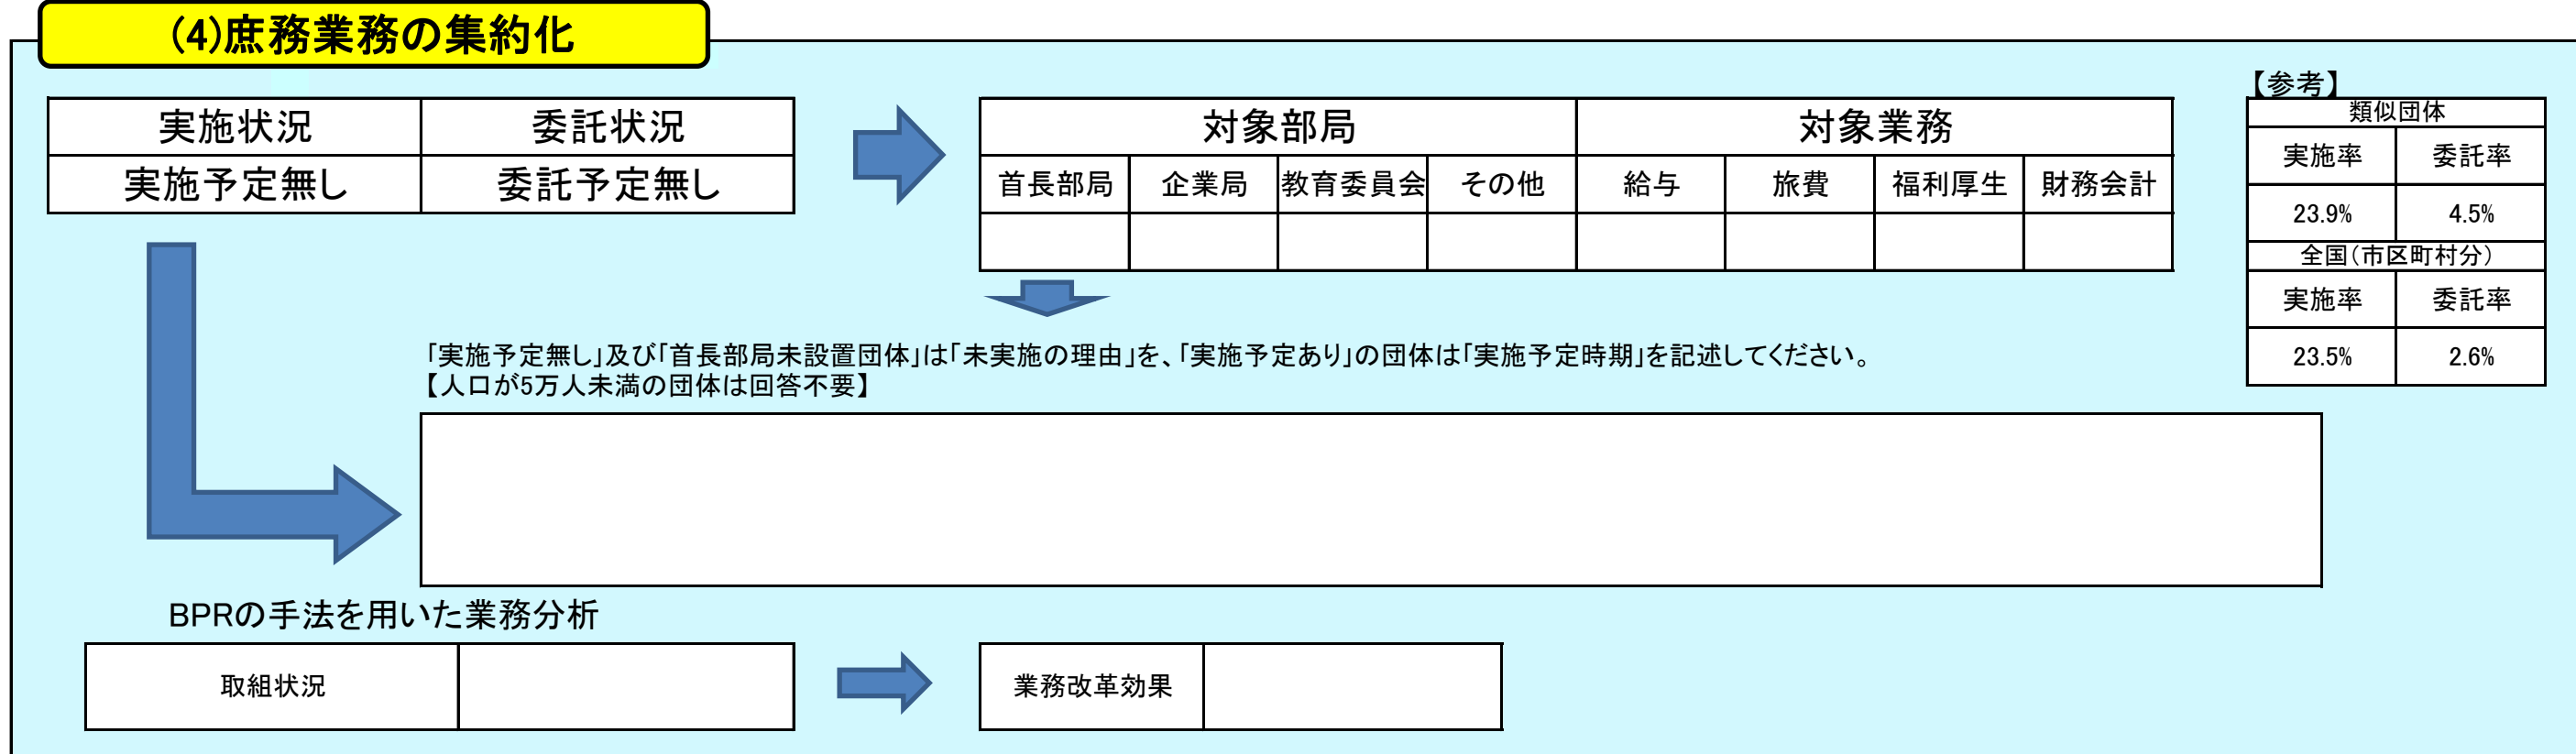 (4)庶務業務の集約化
実施状況 委託状況
実施予定無し 委託予定無し
対象部局 対象業務
首長部局 企業局 教育委員会 その他 給与 旅費 福利厚生 財務会計
【参考】
類似団体
実施率 委託率
23.9% 4.5%
全国(市区町村分)
実施率 委託率
23.5% 2.6%
「実施予定無し」及び「首長部局未設置団体」は「未実施の理由」を、「実施予定あり」の団体は「実施予定時期」を記述してください。
【人口が5万人未満の団体は回答不要】
BPRの手法を用いた業務分析
取組状況
業務改革効果